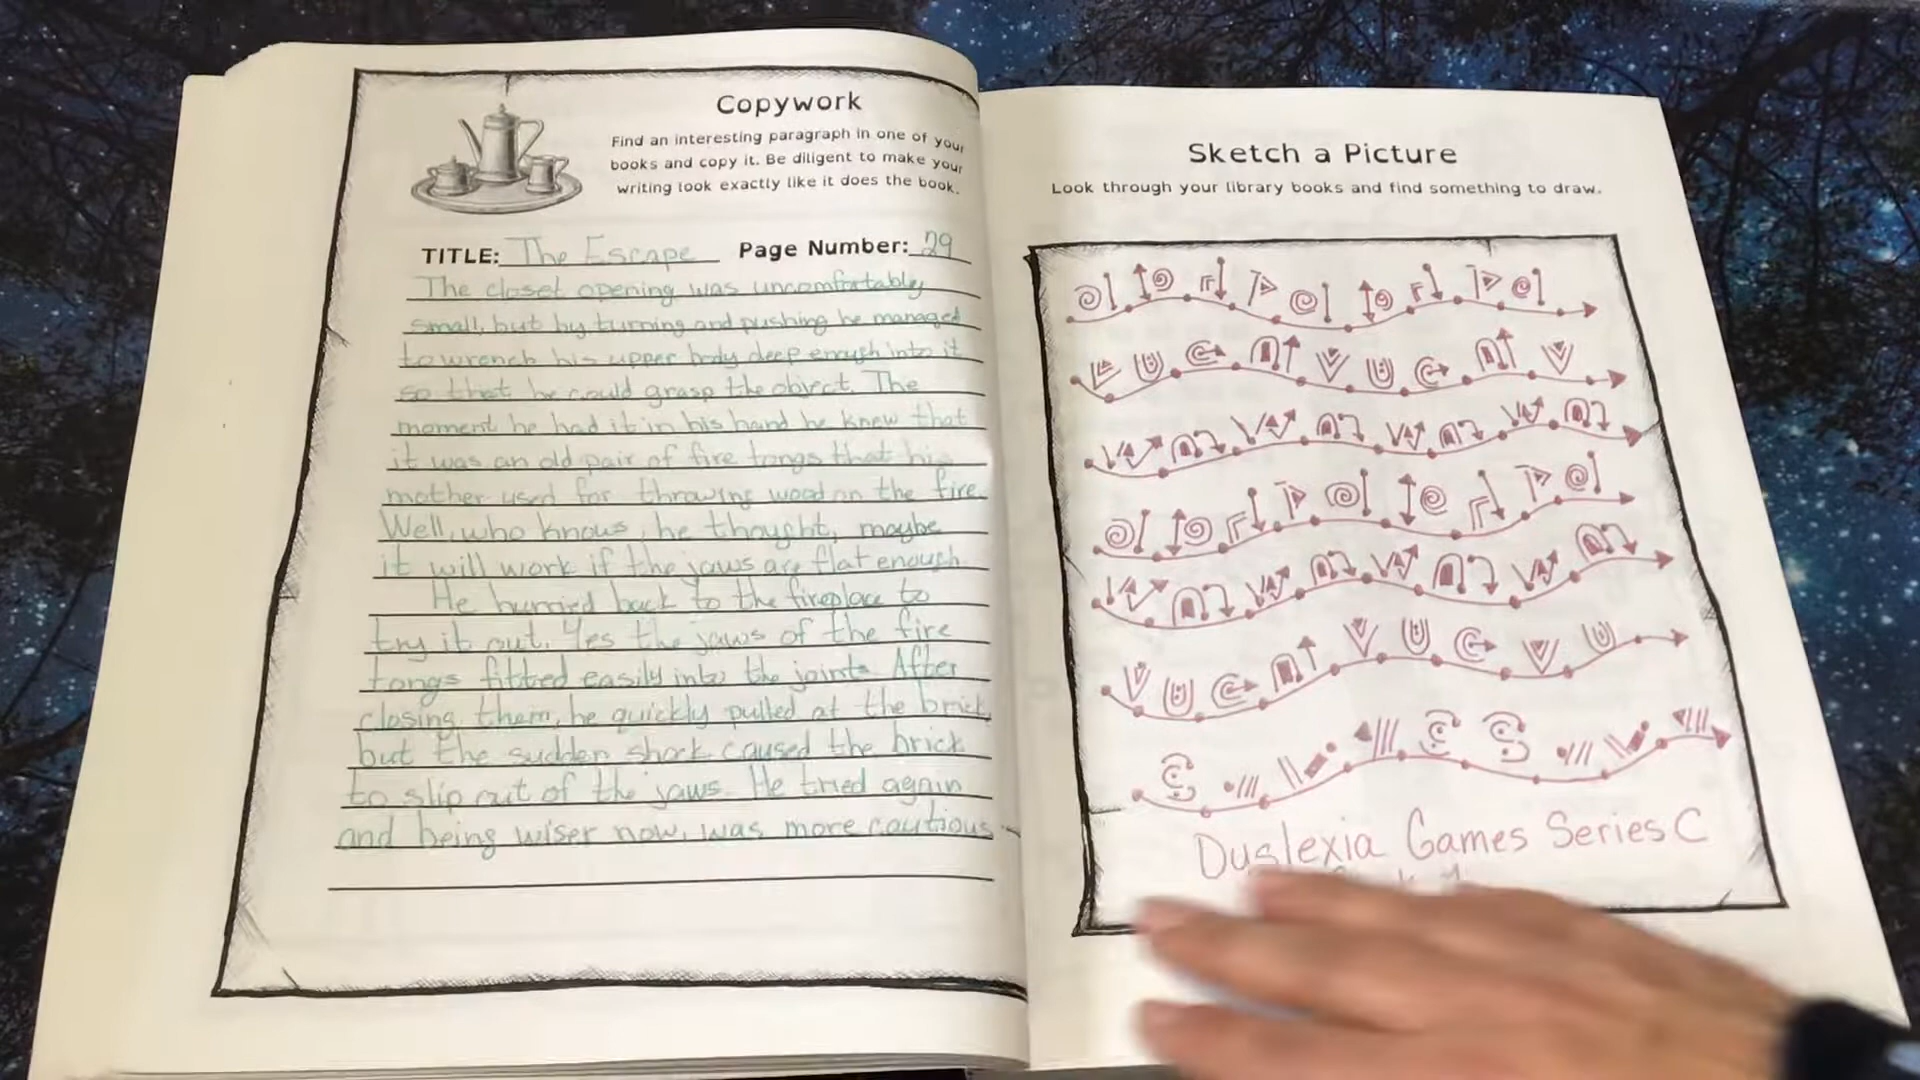 Copywork
Find an interesting paragraph in one of your
books and copy it. Be diligent to make your
writing look exactly like it does the book.
TITLE: The Escape Page Number: 29
The closet opening was uncomfortably
small, but by turning and pushing he managed
to wrench his upper body deep enough into it
so that he could grasp the object. The
moment he had it in his hand he knew that
it was an old pair of fire tongs that his
mother used for throwing wood on the fire
Well, who knows, he thought, maybe
it will work if the jaws are flat enough
He hurried back to the fireplace to
try it out. Yes the jaws of the fire
tongs fitted easily into the joints. After
closing them, he quickly pulled at the brick,
but the sudden shock caused the brick
to slip out of the jaws. He tried again
and being wiser now, was more cautious
Sketch a Picture
Look through your library books and find something to draw.
Duslexia Games Series C